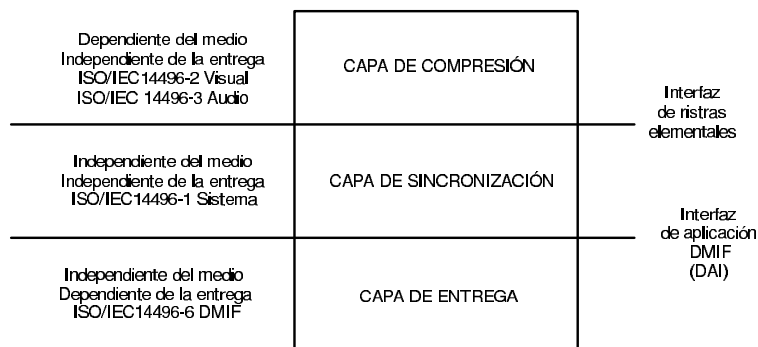 Dependiente del medio
Independiente de la entrega
ISO/IEC14496-2 Visual
ISO/IEC 14496-3 Audio
CAPA DE COMPRESIÓN
Interfaz
de ristras
elementales
Independiente del medio
Independiente de la entrega
ISO/IEC14496-1 Sistema
CAPA DE SINCRONIZACIÓN
Interfaz
de aplicación
DMIF
(DAI)
Independiente del medio
Dependiente de la entrega
ISO/IEC14496-6 DMIF
CAPA DE ENTREGA